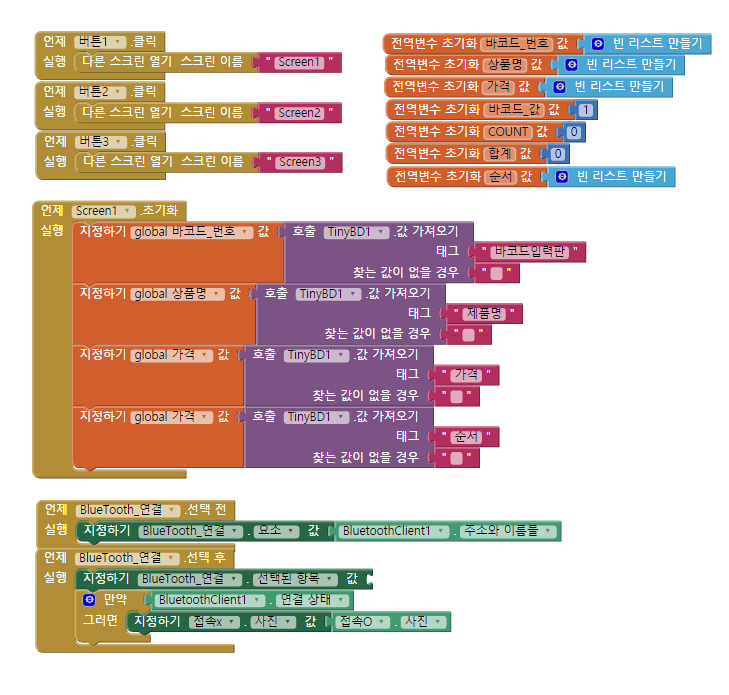 언제 버튼1 .클릭
실행 다른 스크린 열기 스크린 이름 " Screen1 "
언제 버튼2 .클릭
실행 다른 스크린 열기 스크린 이름 " Screen2 "
언제 버튼3 .클릭
실행 다른 스크린 열기 스크린 이름 " Screen3 "
전역변수 초기화 바코드_번호 값 빈 리스트 만들기
전역변수 초기화 상품명 값 빈 리스트 만들기
전역변수 초기화 가격 값 빈 리스트 만들기
전역변수 초기화 바코드_값 값 1
전역변수 초기화 COUNT 값 0
전역변수 초기화 합계 값 0
전역변수 초기화 순서 값 빈 리스트 만들기
언제 Screen1 .초기화
실행 지정하기 global 바코드_번호 값 호출 TinyBD1 .값 가져오기
태그 " 바코드입력판 "
찾는 값이 없을 경우 " "
지정하기 global 상품명 값 호출 TinyBD1 .값 가져오기
태그 " 제품명 "
찾는 값이 없을 경우 " "
지정하기 global 가격 값 호출 TinyBD1 .값 가져오기
태그 " 가격 "
찾는 값이 없을 경우 " "
지정하기 global 가격 값 호출 TinyBD1 .값 가져오기
태그 " 순서 "
찾는 값이 없을 경우 " "
언제 BlueTooth_연결 .선택 전
실행 지정하기 BlueTooth_연결 . 요소 값 BluetoothClient1 . 주소와 이름들
언제 BlueTooth_연결 .선택 후
실행 지정하기 BlueTooth_연결 . 선택된 항목 값
만약 BluetoothClient1 . 연결 상태
그러면 지정하기 접속x . 사진 값 접속O . 사진